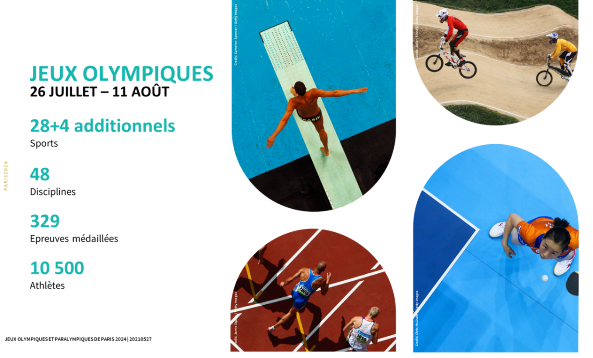 JEUX OLYMPIQUES
26 JUILLET – 11 AOÛT
28+4 additionnels
Sports
48
Disciplines
329
Epreuves médaillées
10 500
Athlètes
PARIS2024
JEUX OLYMPIQUES ET PARALYMPIQUES DE PARIS 2024| 20210527